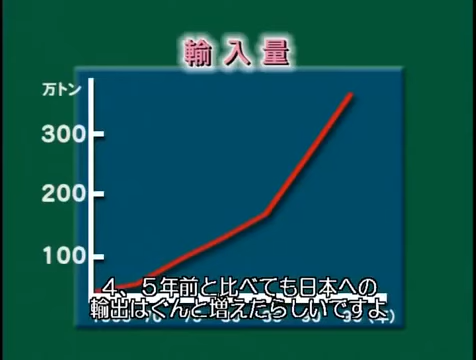 輸入量
万トン
300
200
100
4、5年前と比べても日本への
輸出はぐんと増えたらしいですよ
(年)